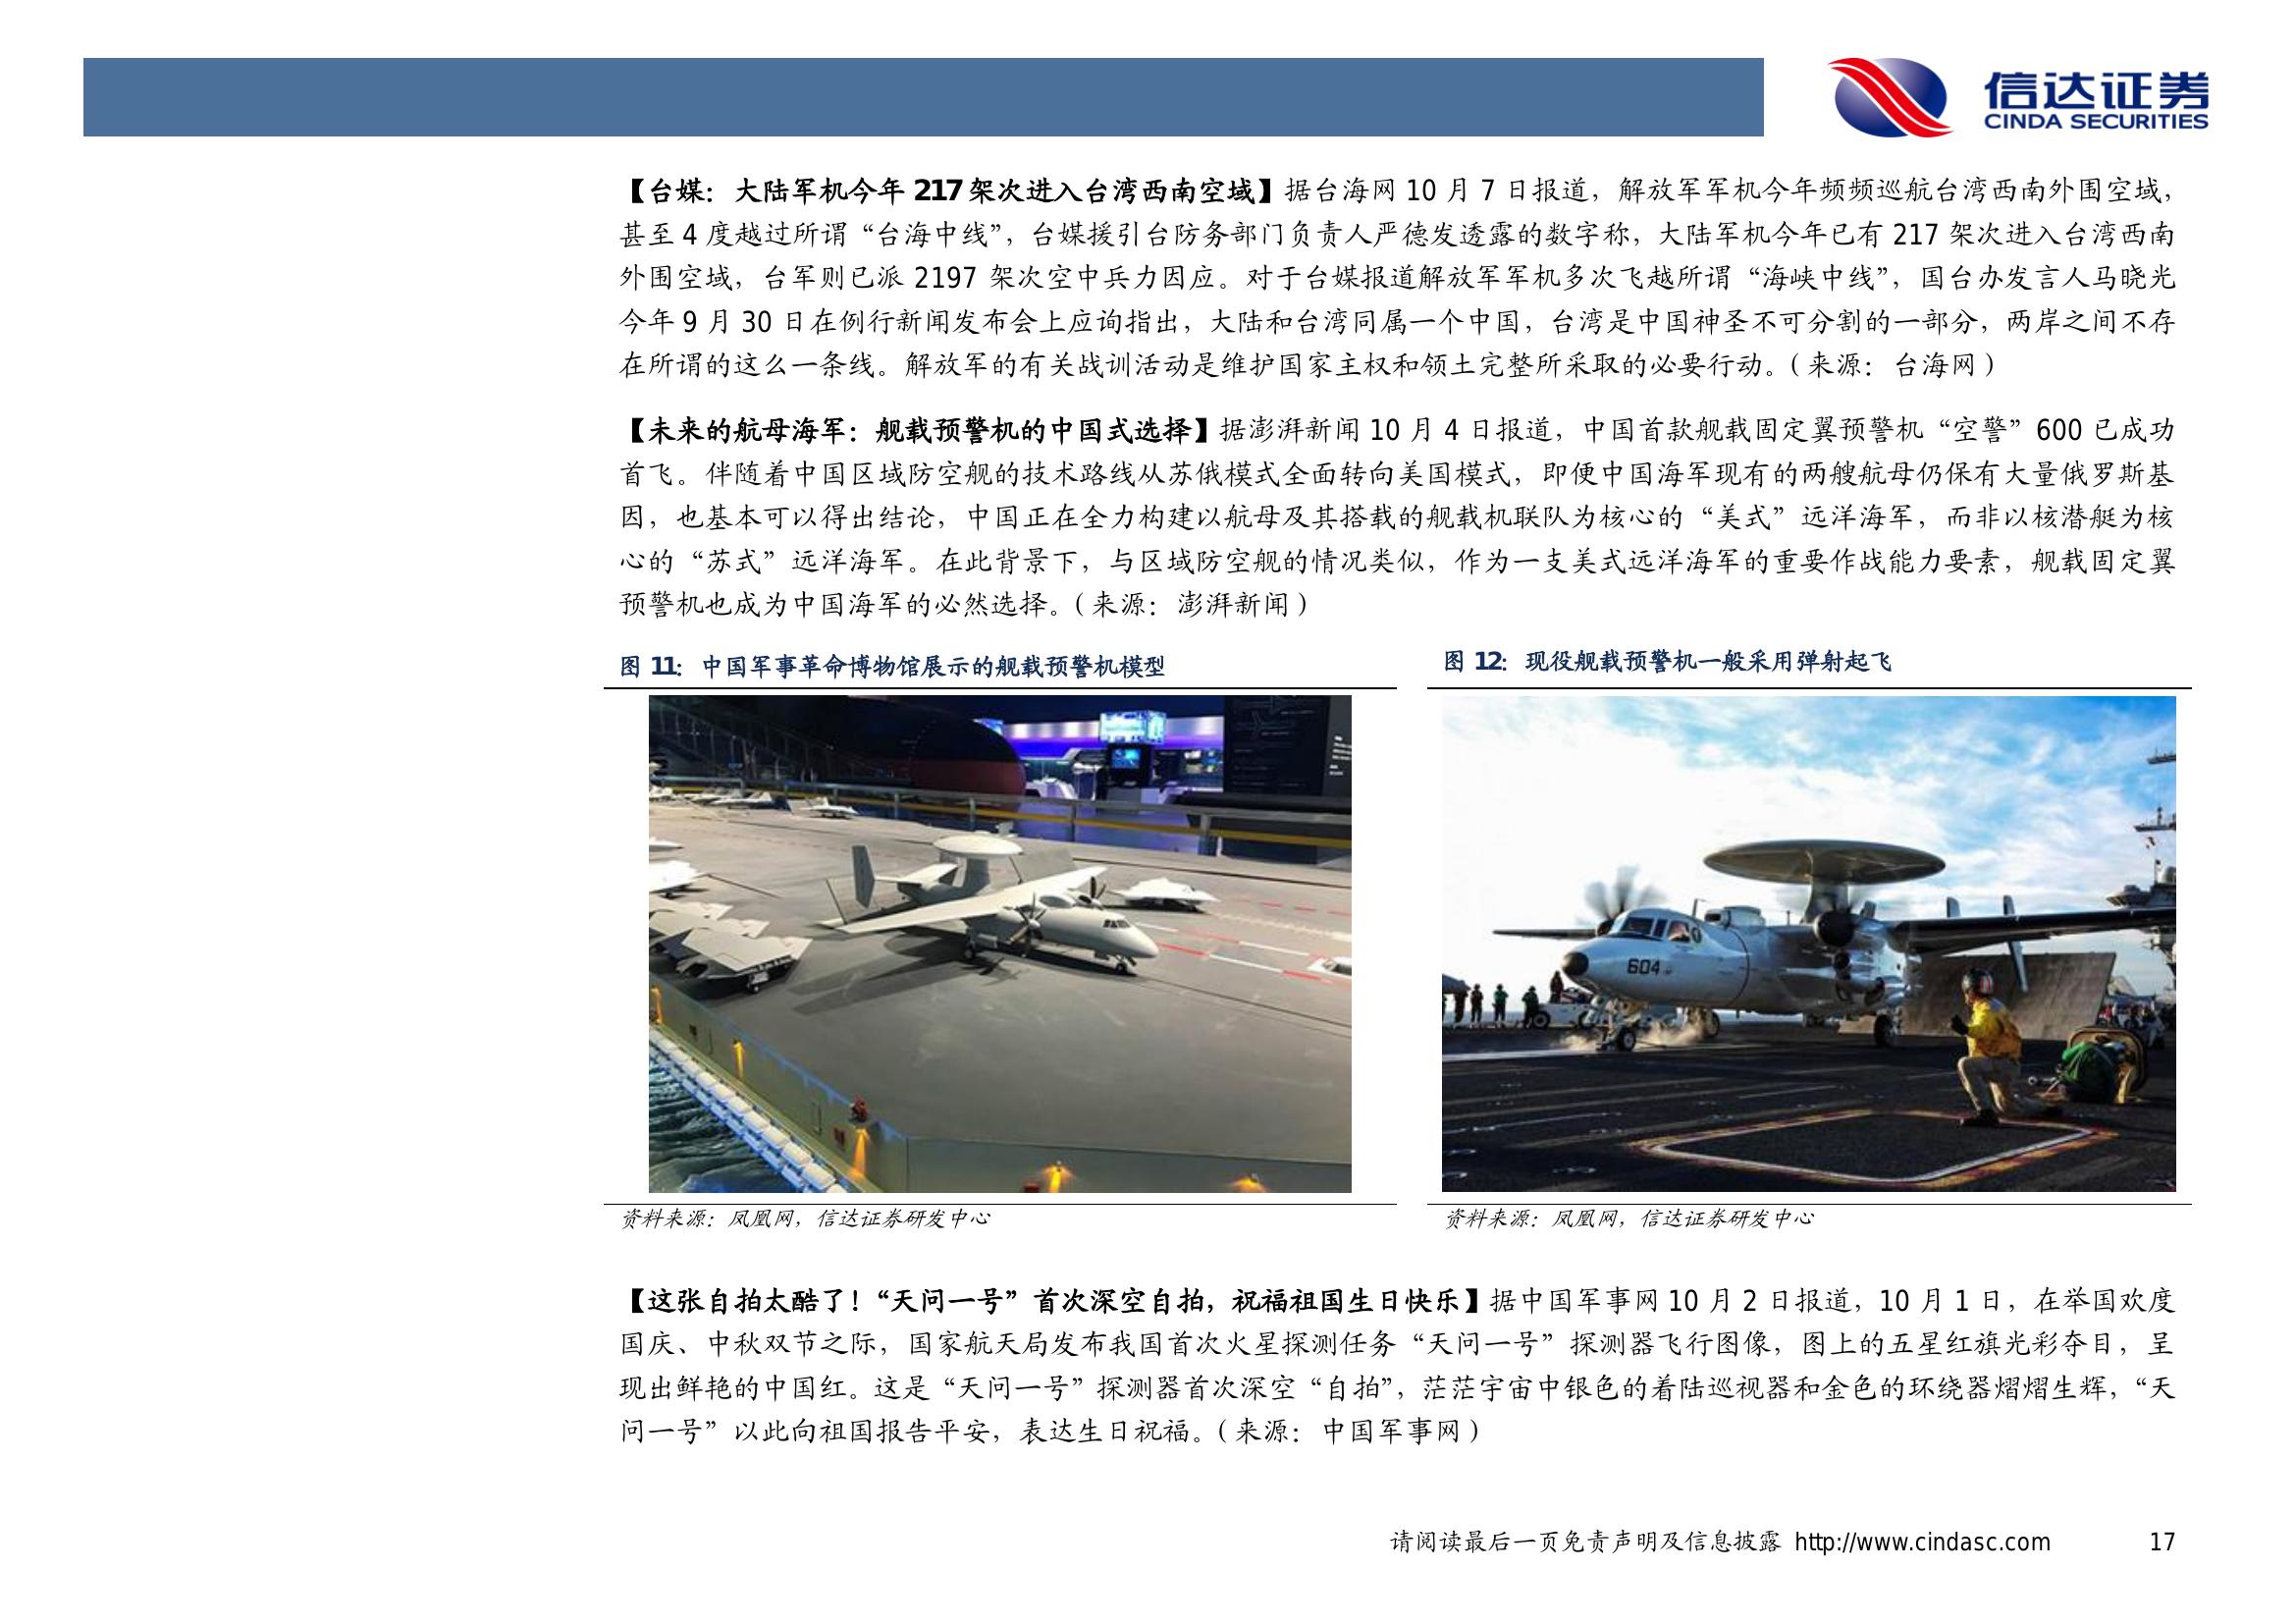 信达证券
CINDA SECURITIES
【台媒：大陆军机今年 217 架次进入台湾西南空域】据台海网 10 月 7 日报道，解放军军机今年频频巡航台湾西南外围空域，
甚至 4 度越过所谓“台海中线”，台媒援引台防务部门负责人严德发透露的数字称，大陆军机今年已有 217 架次进入台湾西南
外围空域，台军则已派 2197 架次空中兵力因应。对于台媒报道解放军军机多次飞越所谓“海峡中线”，国台办发言人马晓光
今年 9 月 30 日在例行新闻发布会上应询指出，大陆和台湾同属一个中国，台湾是中国神圣不可分割的一部分，两岸之间不存
在所谓的这么一条线。解放军的有关战训活动是维护国家主权和领土完整所采取的必要行动。（来源：台海网）
【未来的航母海军：舰载预警机的中国式选择】据澎湃新闻 10 月 4 日报道，中国首款舰载固定翼预警机“空警”600 已成功
首飞。伴随着中国区域防空舰的技术路线从苏俄模式全面转向美国模式，即便中国海军现有的两艘航母仍保有大量俄罗斯基
因，也基本可以得出结论，中国正在全力构建以航母及其搭载的舰载机联队为核心的“美式”远洋海军，而非以核潜艇为核
心的“苏式”远洋海军。在此背景下，与区域防空舰的情况类似，作为一支美式远洋海军的重要作战能力要素，舰载固定翼
预警机也成为中国海军的必然选择。（来源：澎湃新闻）
图 11：中国军事革命博物馆展示的舰载预警机模型
图 12：现役舰载预警机一般采用弹射起飞
604
资料来源：凤凰网，信达证券研发中心
资料来源：凤凰网，信达证券研发中心
【这张自拍太酷了！“天问一号”首次深空自拍，祝福祖国生日快乐】据中国军事网 10 月 2 日报道，10 月 1 日，在举国欢度
国庆、中秋双节之际，国家航天局发布我国首次火星探测任务“天问一号”探测器飞行图像，图上的五星红旗光彩夺目，呈
现出鲜艳的中国红。这是“天问一号”探测器首次深空“自拍”，茫茫宇宙中银色的着陆巡视器和金色的环绕器熠熠生辉，“天
问一号”以此向祖国报告平安，表达生日祝福。（来源：中国军事网）
请阅读最后一页免责声明及信息披露 http://www.cindasc.com 17